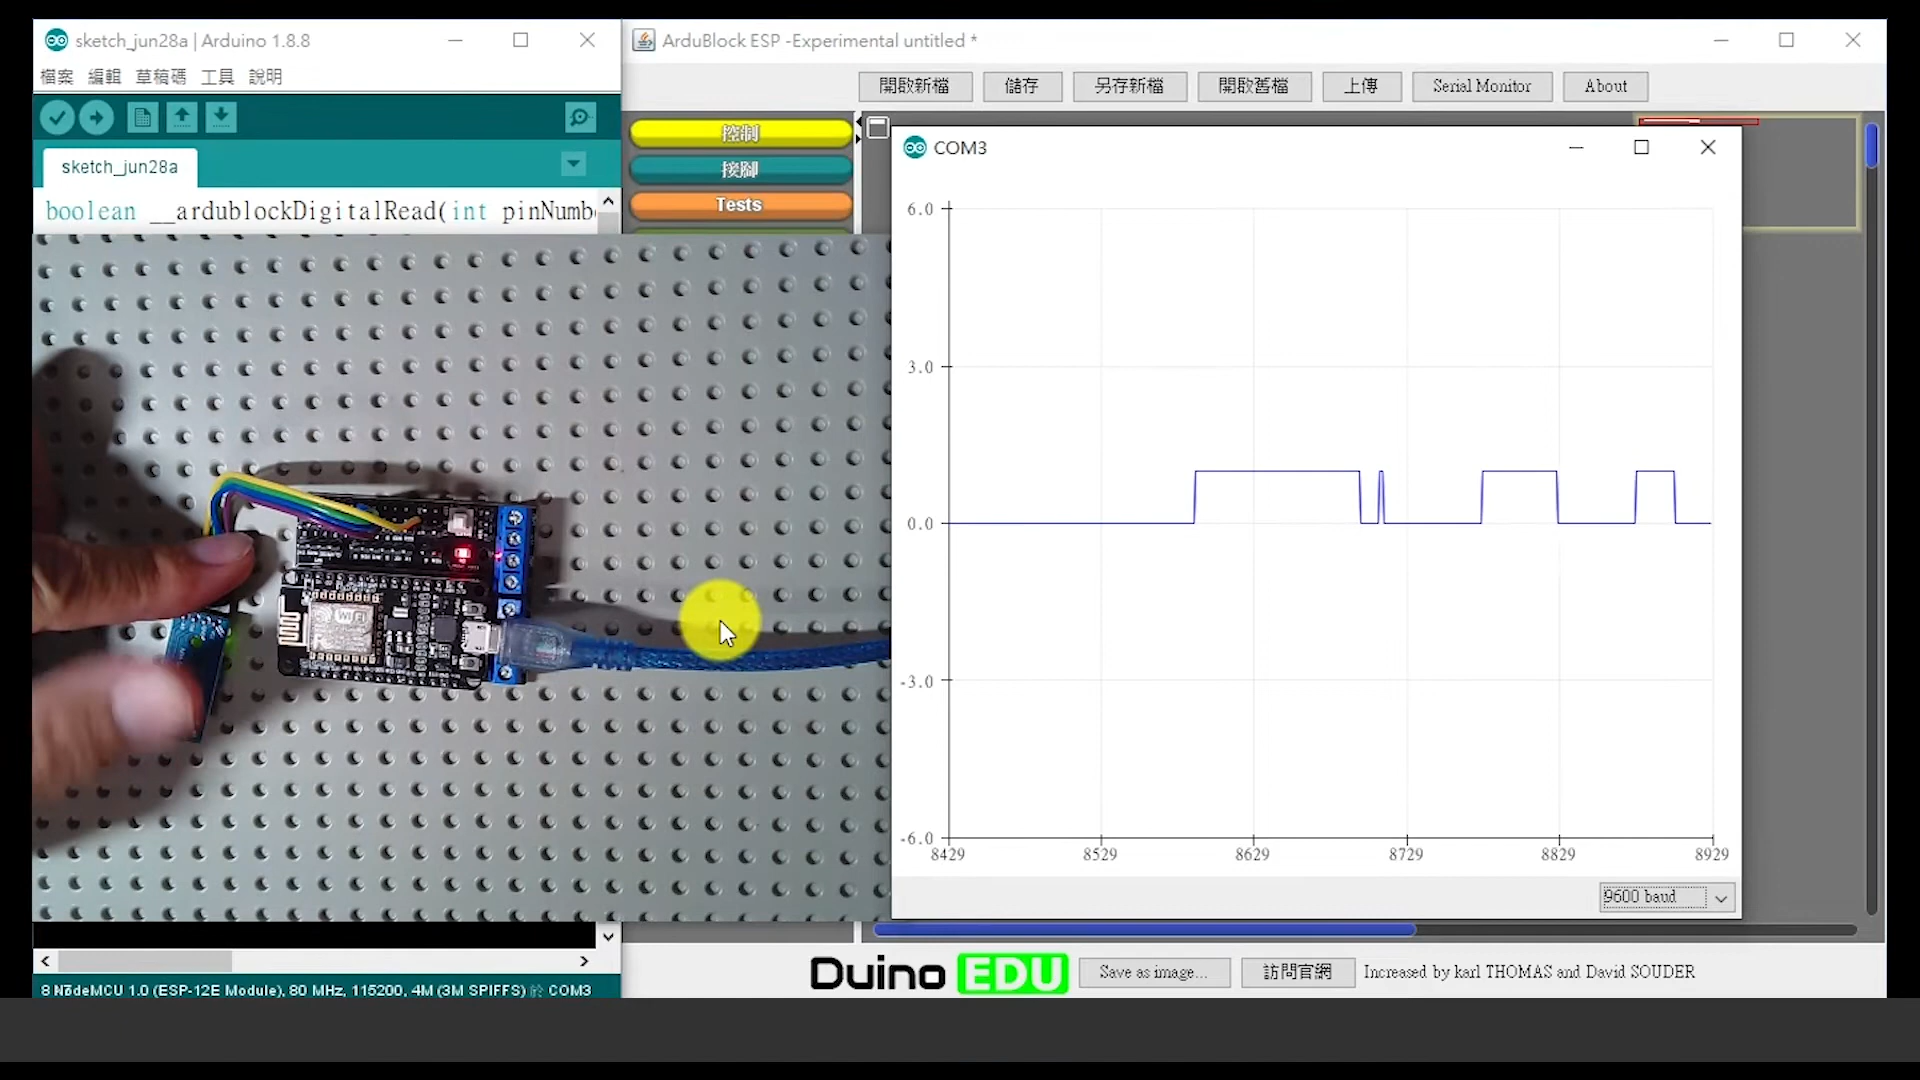 sketch_jun28a | Arduino 1.8.8
檔案 編輯 草稿碼 工具 說明
sketch_jun28a
boolean __ardublockDigitalRead(int pinNumb
ArduBlock ESP -Experimental untitled *
開啟新檔 儲存 另存新檔 開啟舊檔 上傳 Serial Monitor About
控制
接腳
Tests
COM3
6.0
3.0
0.0
-3.0
-6.0
8429 8529 8629 8729 8829 8929
9600 baud
WiFi
8 NodeMCU 1.0 (ESP-12E Module), 80 MHz, 115200, 4M (3M SPIFFS) 於 COM3
Duino EDU Save as image... 訪問官網 Increased by karl THOMAS and David SOUDER